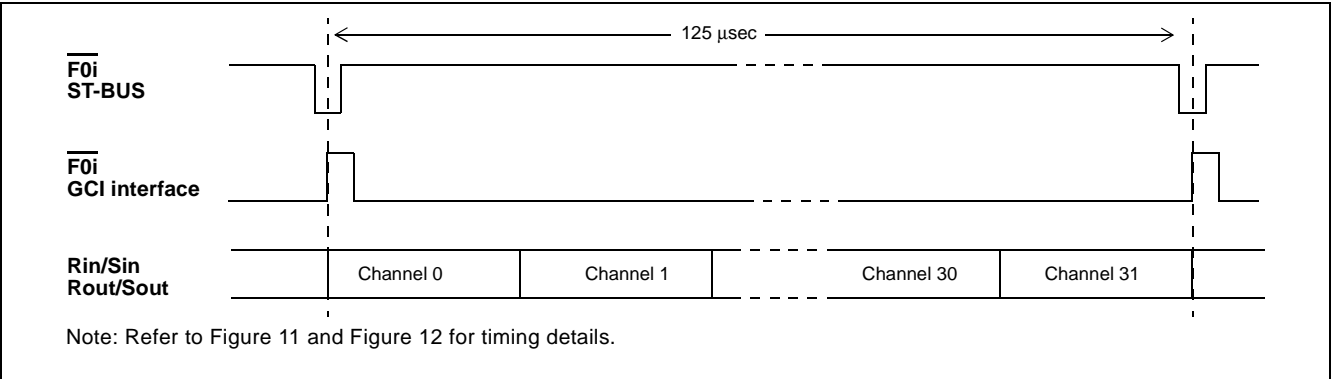 125 μsec
F0i
ST-BUS
F0i
GCI interface
Rin/Sin
Rout/Sout
Channel 0
Channel 1
Channel 30
Channel 31
Note: Refer to Figure 11 and Figure 12 for timing details.